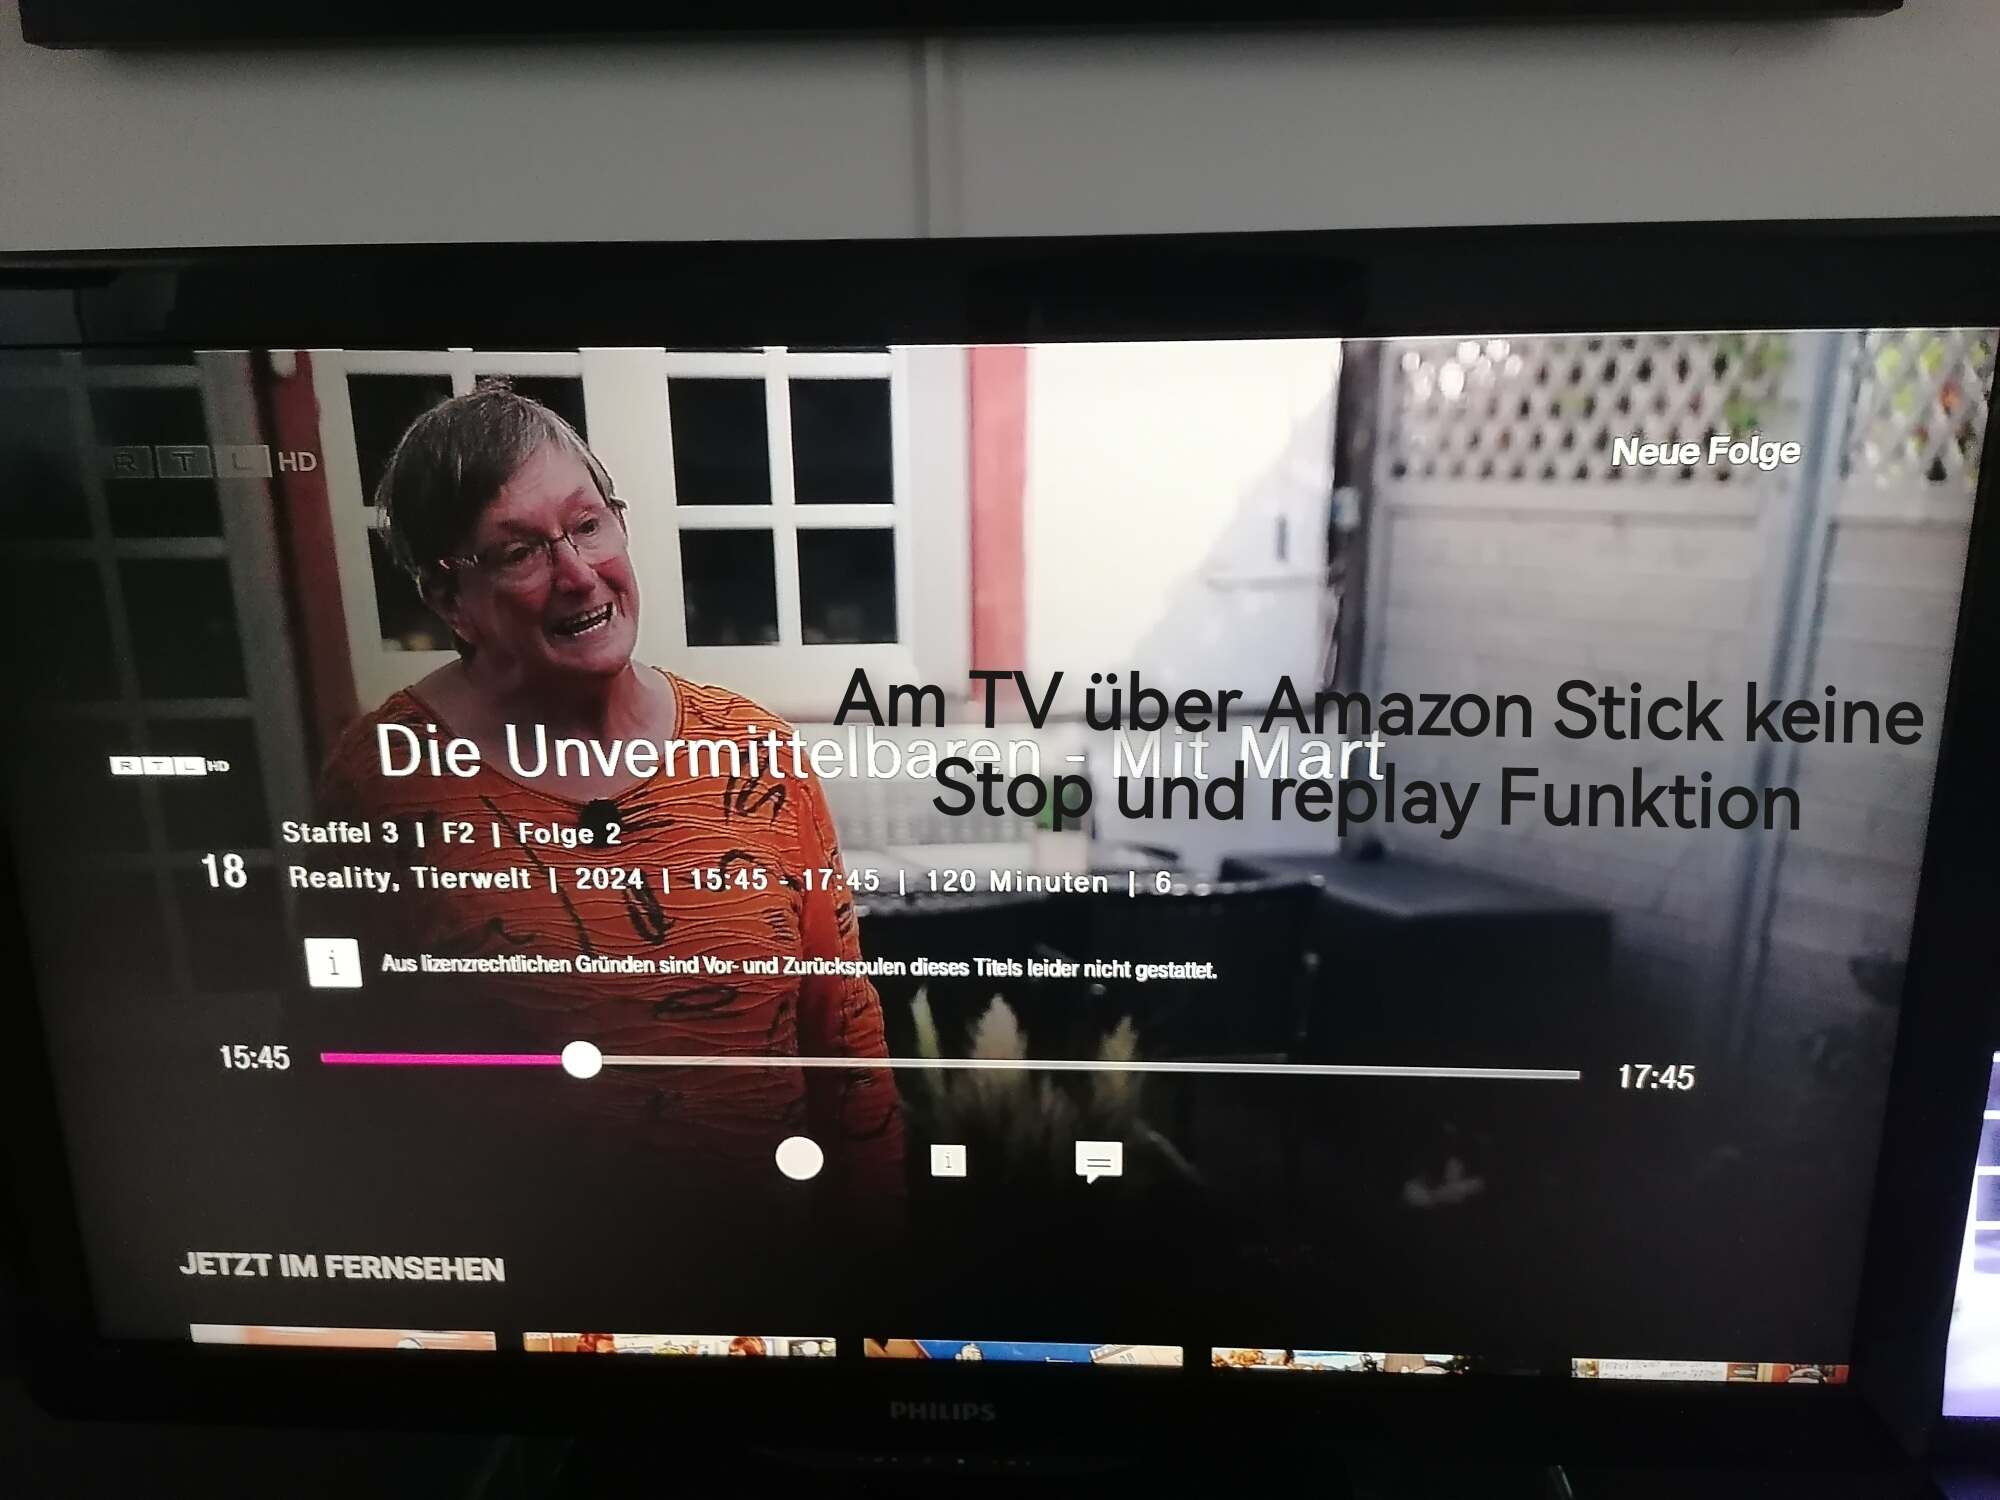 RTL HD
Neue Folge
Am TV über Amazon Stick keine
Stop und replay Funktion
RTL HD
Die Unvermittelbaren - Mit Mart
Staffel 3 | F2 | Folge 2
18
Reality, Tierwelt | 2024 | 15:45 - 17:45 | 120 Minuten | 6
i
Aus lizenzrechtlichen Gründen sind Vor- und Zurückspulen dieses Titels leider nicht gestattet.
15:45
17:45
i
JETZT IM FERNSEHEN
PHILIPS